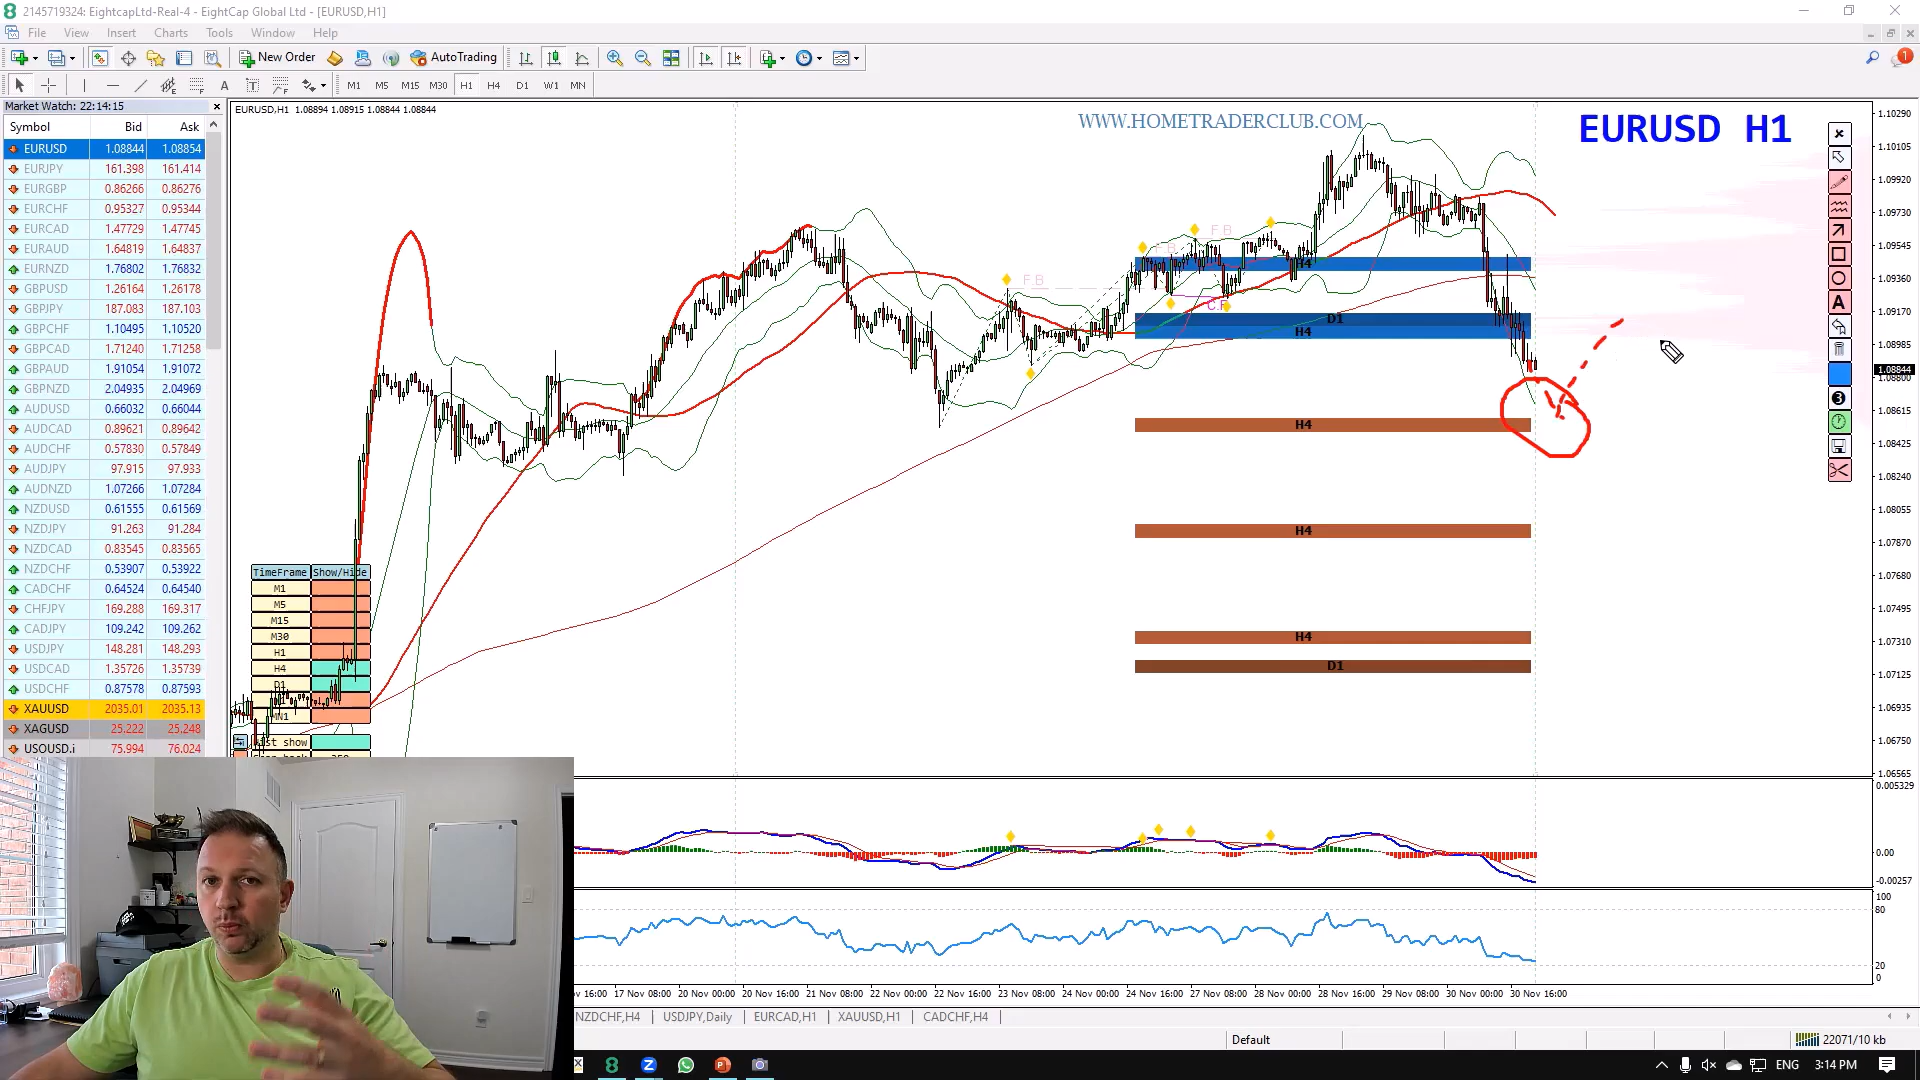 2145719324: EightcapLtd-Real-4 - EightCap Global Ltd - [EURUSD,H1]
File View Insert Charts Tools Window Help
New Order AutoTrading
A T M1 M5 M15 M30 H1 H4 D1 W1 MN
Market Watch: 22:14:15
Symbol Bid Ask
EURUSD 1.08844 1.08854
EURJPY 161.398 161.414
EURGBP 0.86266 0.86276
EURCHF 0.95327 0.95344
EURCAD 1.47729 1.47745
EURAUD 1.64819 1.64837
EURNZD 1.76802 1.76832
GBPUSD 1.26164 1.26178
GBPJPY 187.083 187.103
GBPCHF 1.10495 1.10520
GBPCAD 1.71240 1.71258
GBPAUD 1.91054 1.91072
GBPNZD 2.04935 2.04969
AUDUSD 0.66032 0.66044
AUDCAD 0.89621 0.89642
AUDCHF 0.57830 0.57849
AUDJPY 97.915 97.933
AUDNZD 1.07266 1.07284
NZDUSD 0.61555 0.61569
NZDJPY 91.263 91.284
NZDCAD 0.83545 0.83565
NZDCHF 0.53907 0.53922
CADCHF 0.64524 0.64540
CHFJPY 169.288 169.317
CADJPY 109.242 109.262
USDJPY 148.281 148.293
USDCAD 1.35726 1.35739
USDCHF 0.87578 0.87593
XAUUSD 2035.01 2035.13
XAGUSD 25.222 25.248
USOUSD.i 75.994 76.024
EURUSD,H1 1.08894 1.08915 1.08844 1.08844
WWW.HOMETRADERCLUB.COM
EURUSD H1
F B
F B
F B
C F
H4
D1
H4
H4
H4
H4
D1
TimeFrame Show/Hide
M1
M5
M15
M30
H1
H4
D1
MN1
A
3
1
1.10290
1.10105
1.09920
1.09730
1.09545
1.09360
1.09170
1.08985
1.08844
1.08800
1.08615
1.08425
1.08240
1.08055
1.07870
1.07680
1.07495
1.07310
1.07125
1.06935
1.06750
1.06565
0.005329
0.00
-0.00257
100
80
20
0
16:00 17 Nov 08:00 20 Nov 00:00 20 Nov 16:00 21 Nov 08:00 22 Nov 00:00 22 Nov 16:00 23 Nov 08:00 24 Nov 00:00 24 Nov 16:00 27 Nov 08:00 28 Nov 00:00 28 Nov 16:00 29 Nov 08:00 30 Nov 00:00 30 Nov 16:00
NZDCHF,H4 USDJPY,Daily EURCAD,H1 XAUUSD,H1 CADCHF,H4
Default 22071/10 kb
ENG 3:14 PM